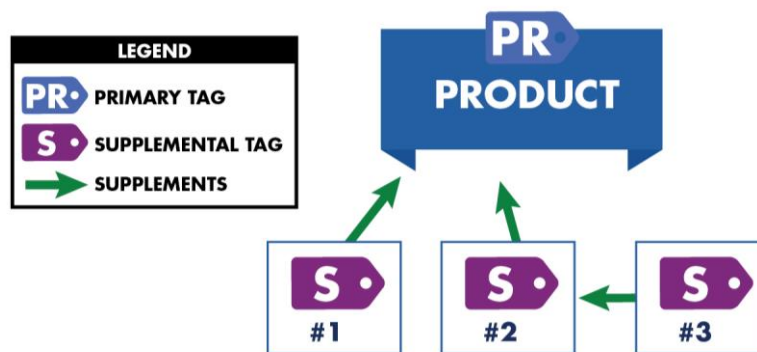 LEGEND
PR PRIMARY TAG
S SUPPLEMENTAL TAG
SUPPLEMENTS
PR
PRODUCT
S
#1
S
#2
S
#3